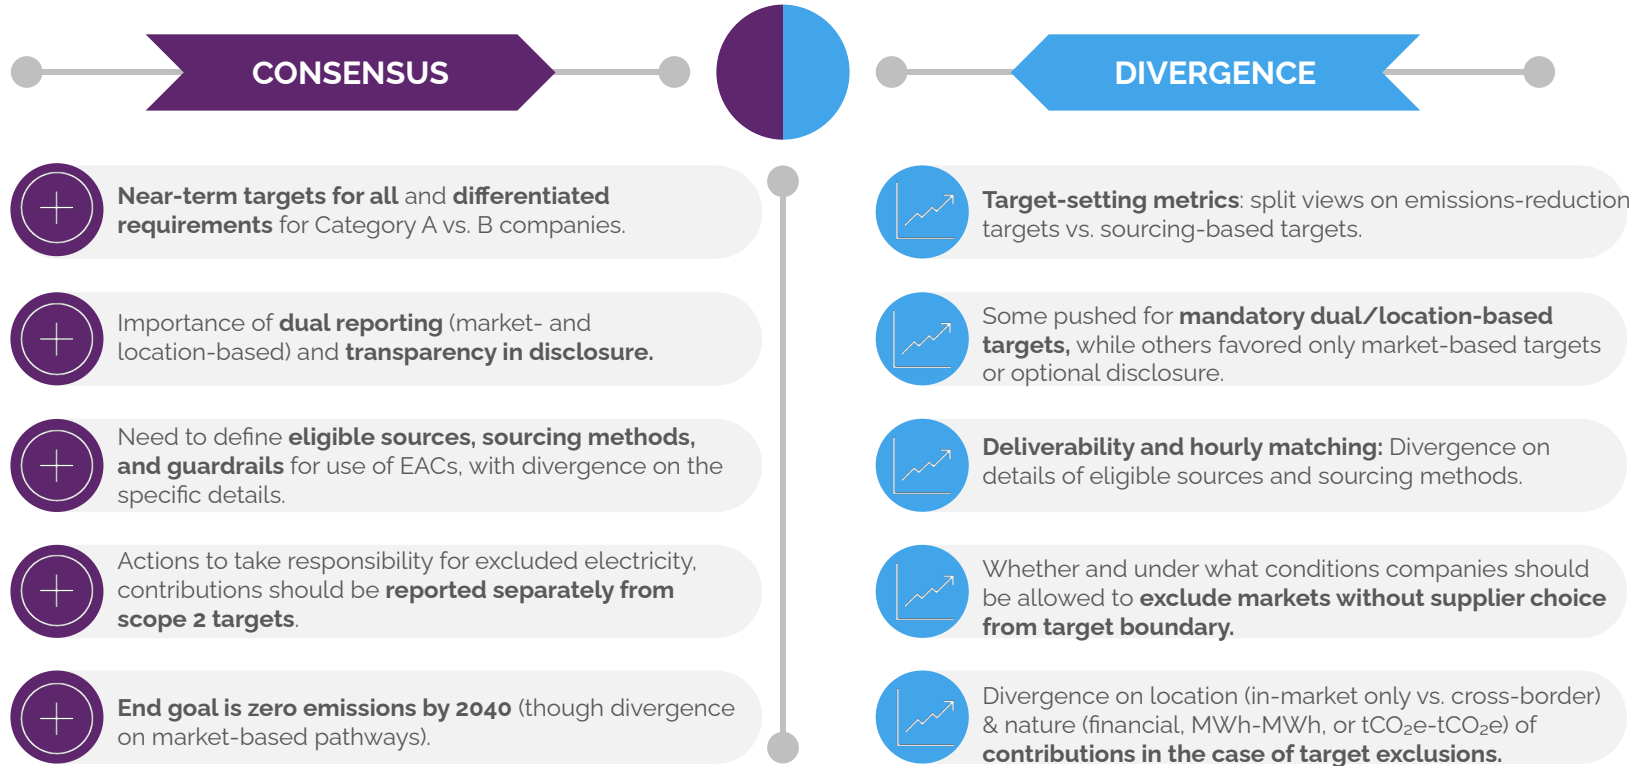 CONSENSUS
Near-term targets for all and differentiated
requirements for Category A vs. B companies.
Importance of dual reporting (market- and
location-based) and transparency in disclosure.
Need to define eligible sources, sourcing methods,
and guardrails for use of EACs, with divergence on the
specific details.
Actions to take responsibility for excluded electricity,
contributions should be reported separately from
scope 2 targets.
End goal is zero emissions by 2040 (though divergence
on market-based pathways).
DIVERGENCE
Target-setting metrics: split views on emissions-reduction
targets vs. sourcing-based targets.
Some pushed for mandatory dual/location-based
targets, while others favored only market-based targets
or optional disclosure.
Deliverability and hourly matching: Divergence on
details of eligible sources and sourcing methods.
Whether and under what conditions companies should
be allowed to exclude markets without supplier choice
from target boundary.
Divergence on location (in-market only vs. cross-border)
& nature (financial, MWh-MWh, or tCO₂e-tCO₂e) of
contributions in the case of target exclusions.